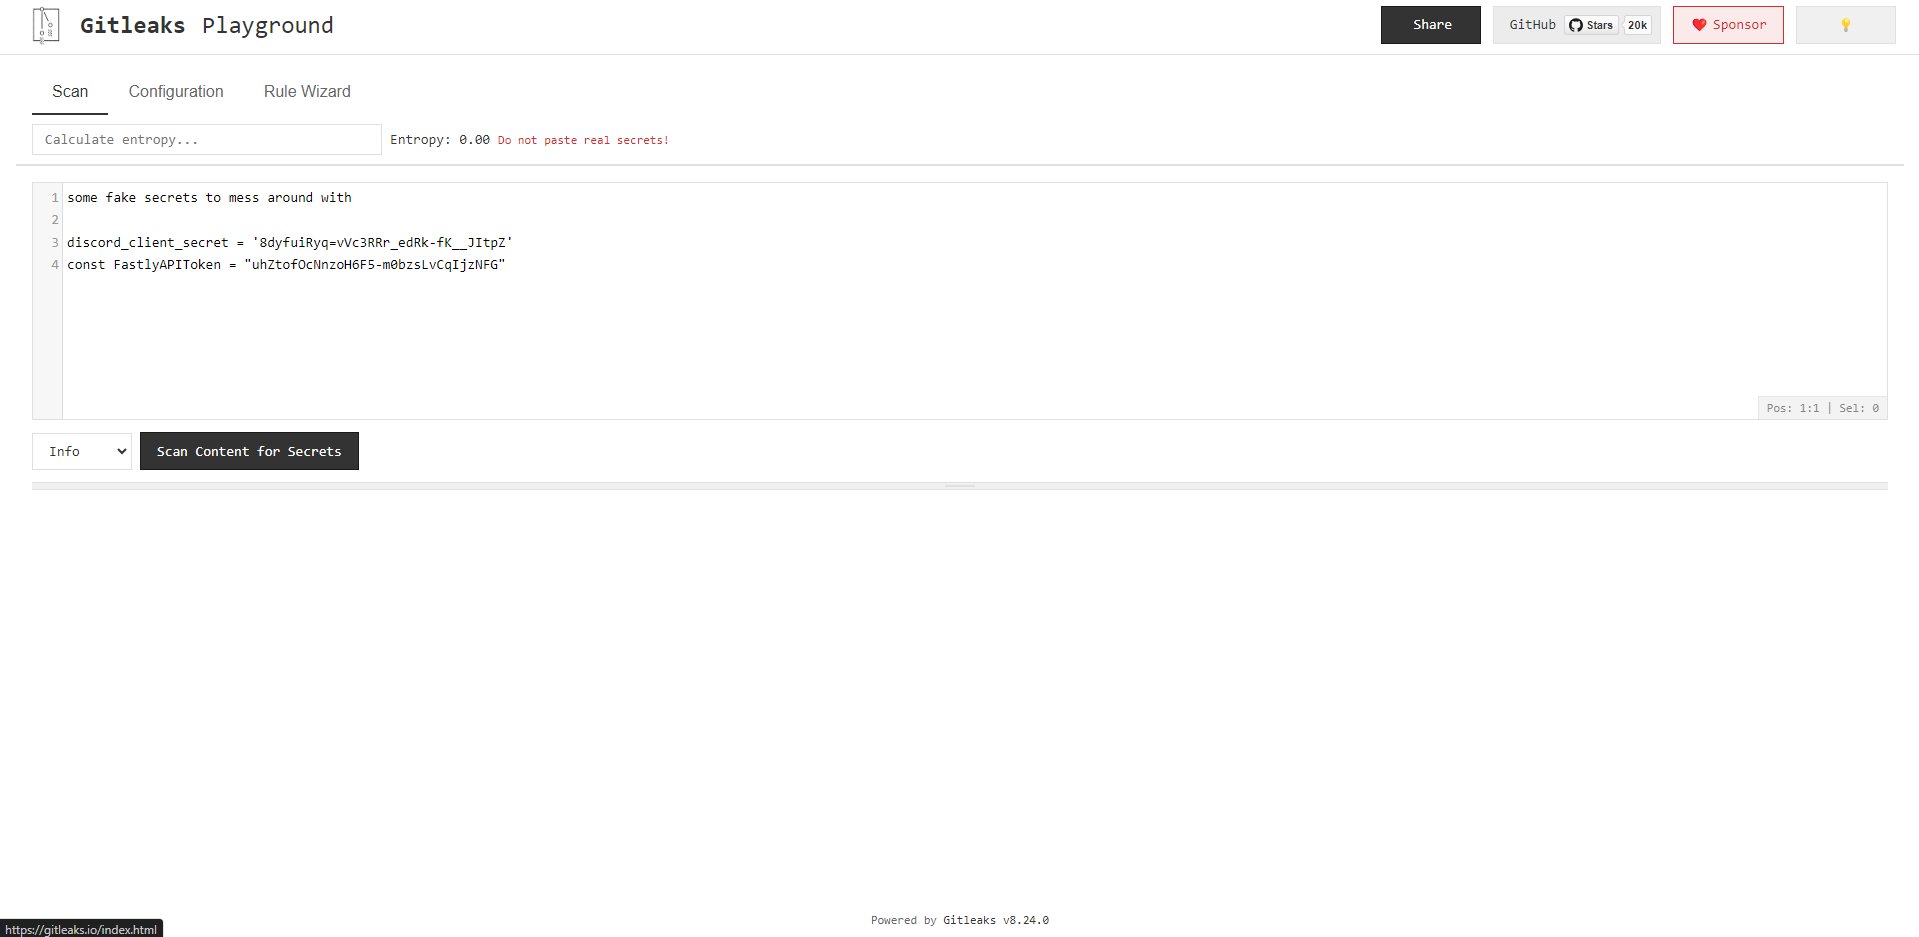 Gitleaks Playground
Share
GitHub Stars 20k
Sponsor
Scan Configuration Rule Wizard
Calculate entropy... Entropy: 0.00 Do not paste real secrets!
1 some fake secrets to mess around with
2
3 discord_client_secret = '8dyfuiRyq=vVc3RRr_edRk-fK__JItpZ'
4 const FastlyAPIToken = "uhZtofOcNnzoH6F5-m0bzsLvCqIjzNFG"
Pos: 1:1 | Sel: 0
Info Scan Content for Secrets
Powered by Gitleaks v8.24.0
https://gitleaks.io/index.html